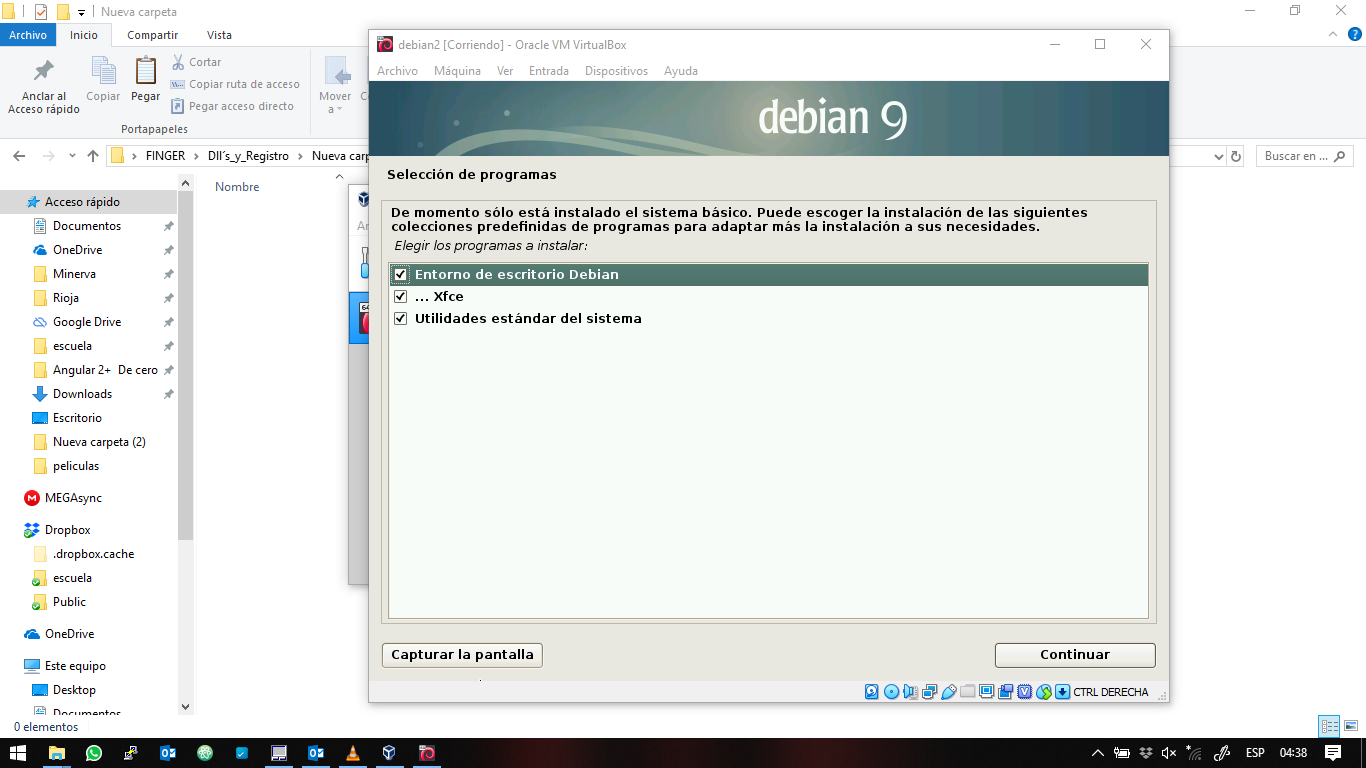 Nueva carpeta
Archivo
Inicio
Compartir
Vista
Anclar al
Acceso rápido
Copiar
Pegar
Cortar
Copiar ruta de acceso
Pegar acceso directo
Portapapeles
Mover
a
FINGER
Dll´s_y_Registro
Nueva carp
Buscar en ...
Nombre
Acceso rápido
Documentos
OneDrive
Minerva
Rioja
Google Drive
escuela
Angular 2+ De cero
Downloads
Escritorio
Nueva carpeta (2)
peliculas
MEGAsync
Dropbox
.dropbox.cache
escuela
Public
OneDrive
Este equipo
Desktop
Documentos
0 elementos
debian2 [Corriendo] - Oracle VM VirtualBox
Archivo Máquina Ver Entrada Dispositivos Ayuda
debian 9
Selección de programas
De momento sólo está instalado el sistema básico. Puede escoger la instalación de las siguientes
colecciones predefinidas de programas para adaptar más la instalación a sus necesidades.
Elegir los programas a instalar:
Entorno de escritorio Debian
... Xfce
Utilidades estándar del sistema
Capturar la pantalla
Continuar
CTRL DERECHA
ESP
04:38